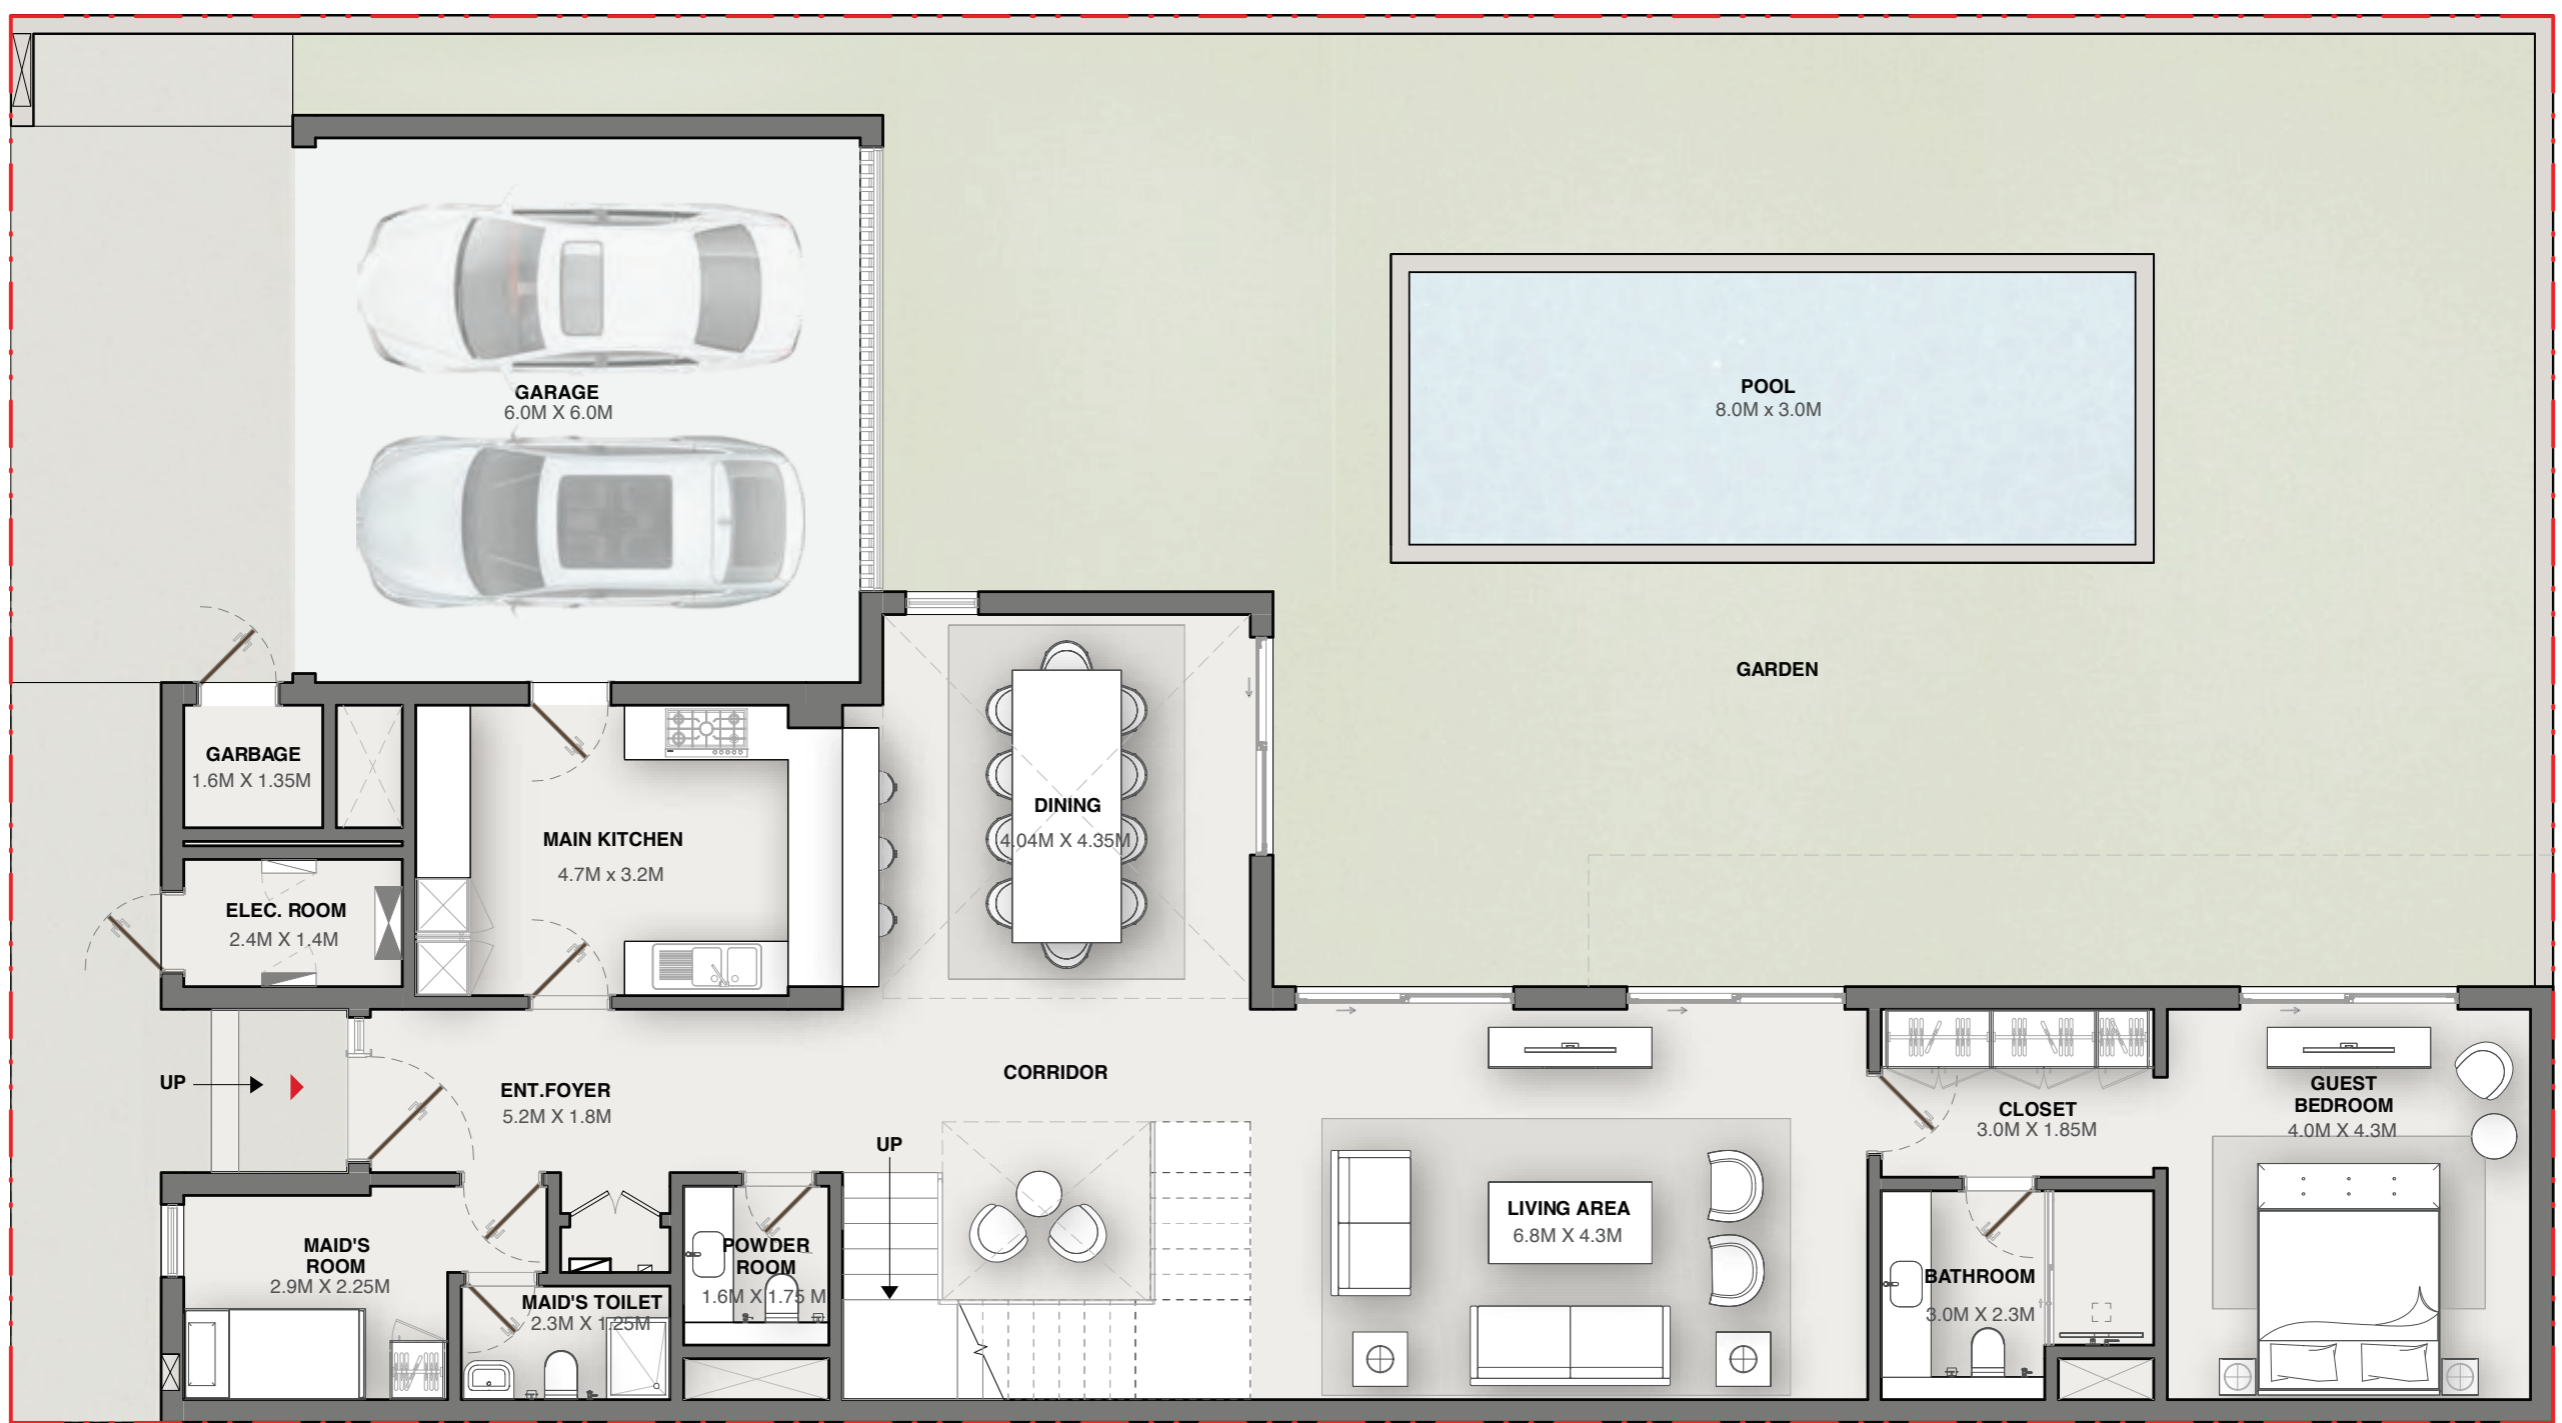 GARAGE
6.0M X 6.0M
POOL
8.0M x 3.0M
GARDEN
GARBAGE
1.6M X 1.35M
MAIN KITCHEN
4.7M x 3.2M
DINING
4.04M X 4.35M
ELEC. ROOM
2.4M X 1.4M
UP
ENT.FOYER
5.2M X 1.8M
CORRIDOR
UP
CLOSET
3.0M X 1.85M
GUEST
BEDROOM
4.0M X 4.3M
LIVING AREA
6.8M X 4.3M
MAID'S
ROOM
2.9M X 2.25M
MAID'S TOILET
2.3M X 1.25M
POWDER
ROOM
1.6M X 1.75 M
BATHROOM
3.0M X 2.3M